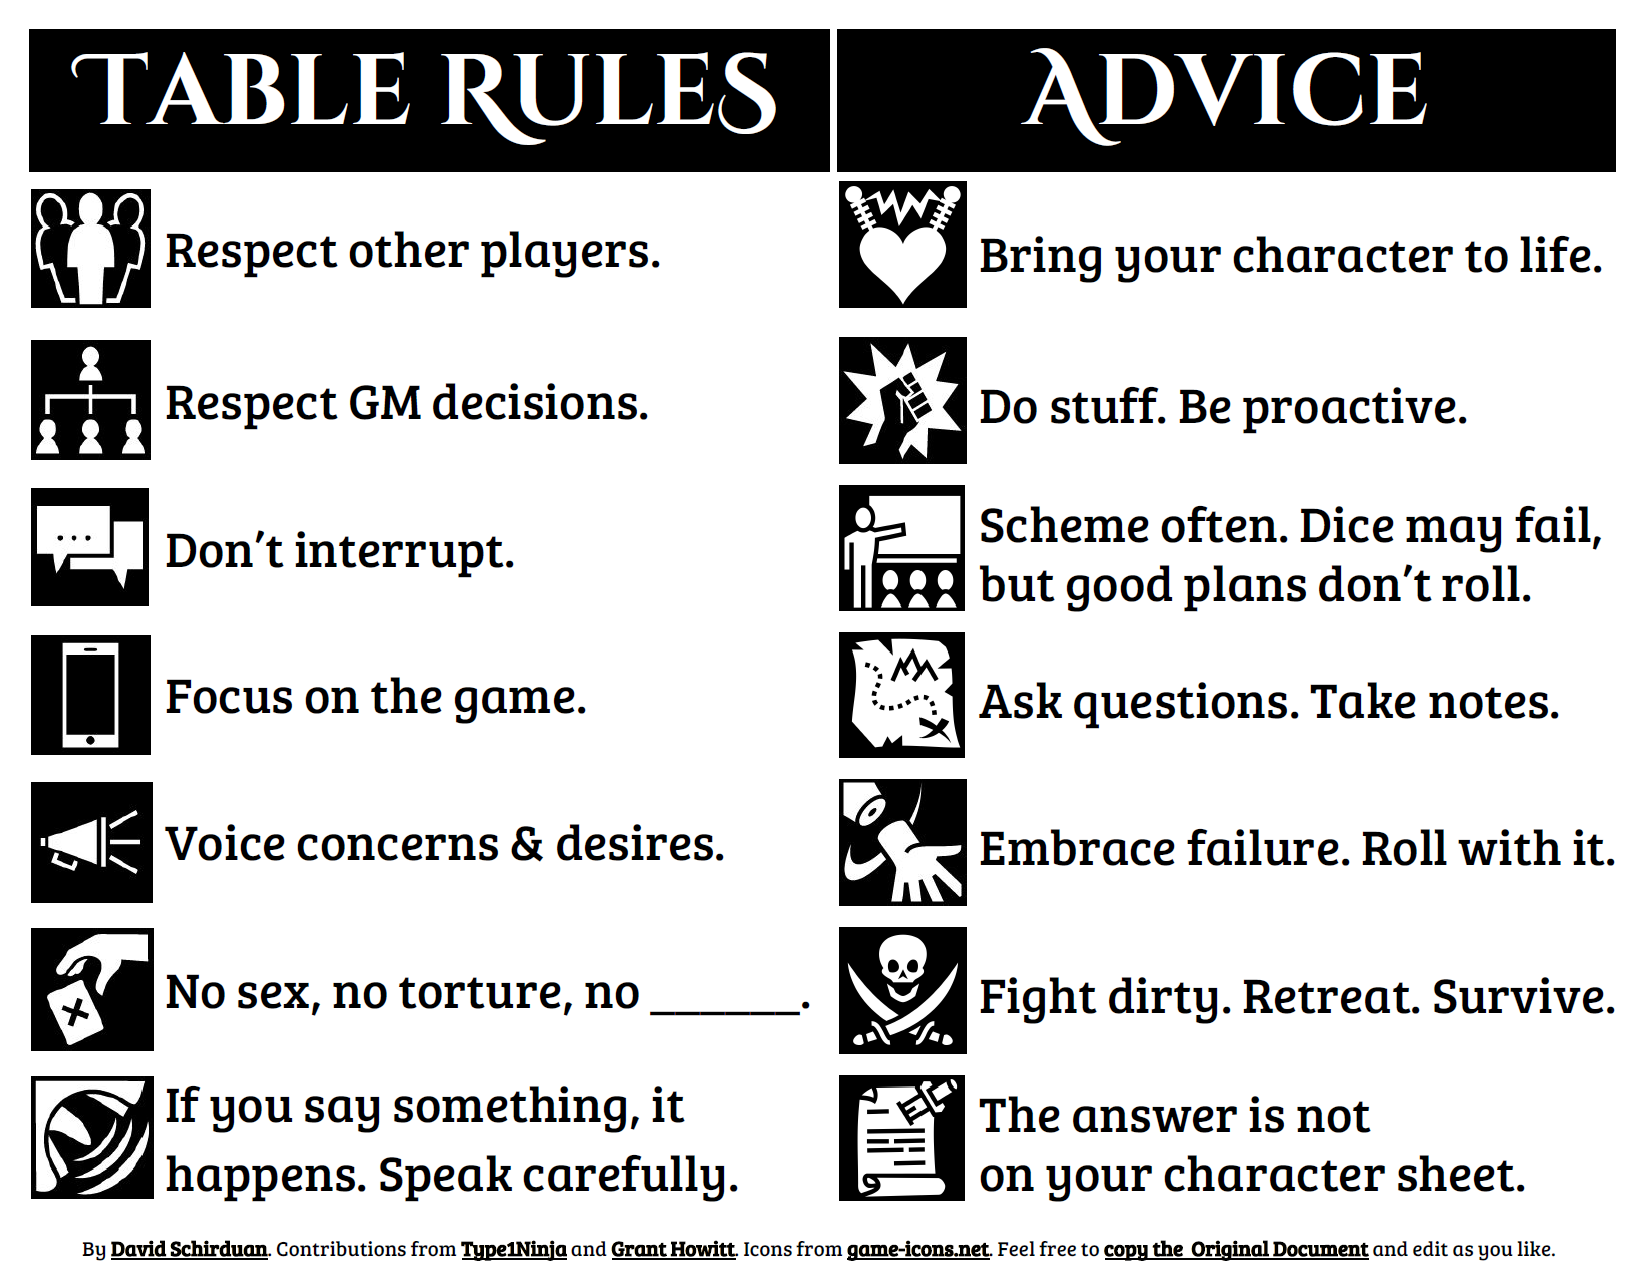 TABLE RULES
Respect other players.
Respect GM decisions.
Don't interrupt.
Focus on the game.
Voice concerns & desires.
No sex, no torture, no ______.
If you say something, it
happens. Speak carefully.
ADVICE
Bring your character to life.
Do stuff. Be proactive.
Scheme often. Dice may fail,
but good plans don't roll.
Ask questions. Take notes.
Embrace failure. Roll with it.
Fight dirty. Retreat. Survive.
The answer is not
on your character sheet.
By David Schirduan. Contributions from Type1Ninja and Grant Howitt. Icons from game-icons.net. Feel free to copy the Original Document and edit as you like.